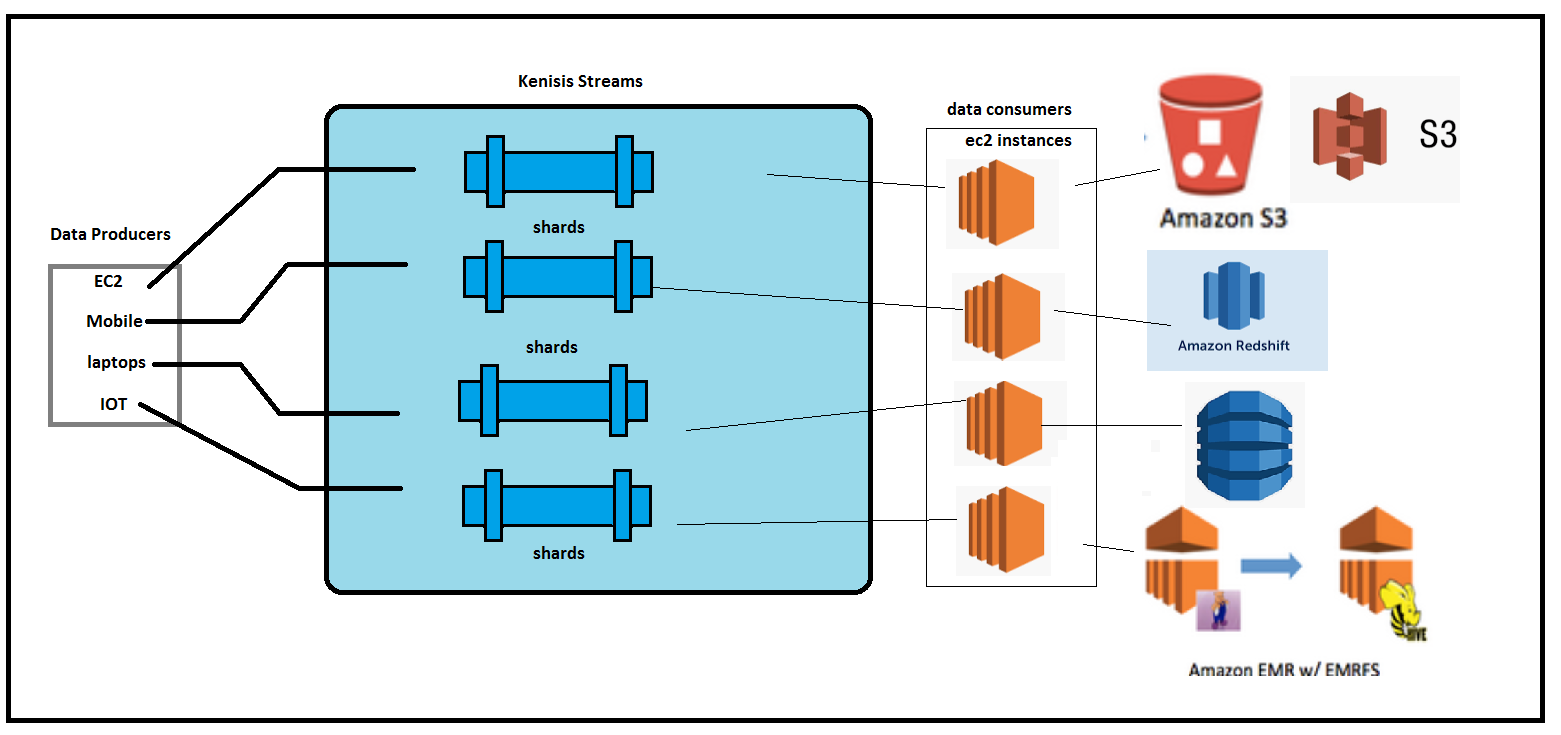 Kenisis Streams
data consumers
ec2 instances
S3
Amazon S3
shards
Data Producers
EC2
Mobile
laptops
IOT
shards
Amazon Redshift
shards
HIVE
Amazon EMR w/ EMRFS